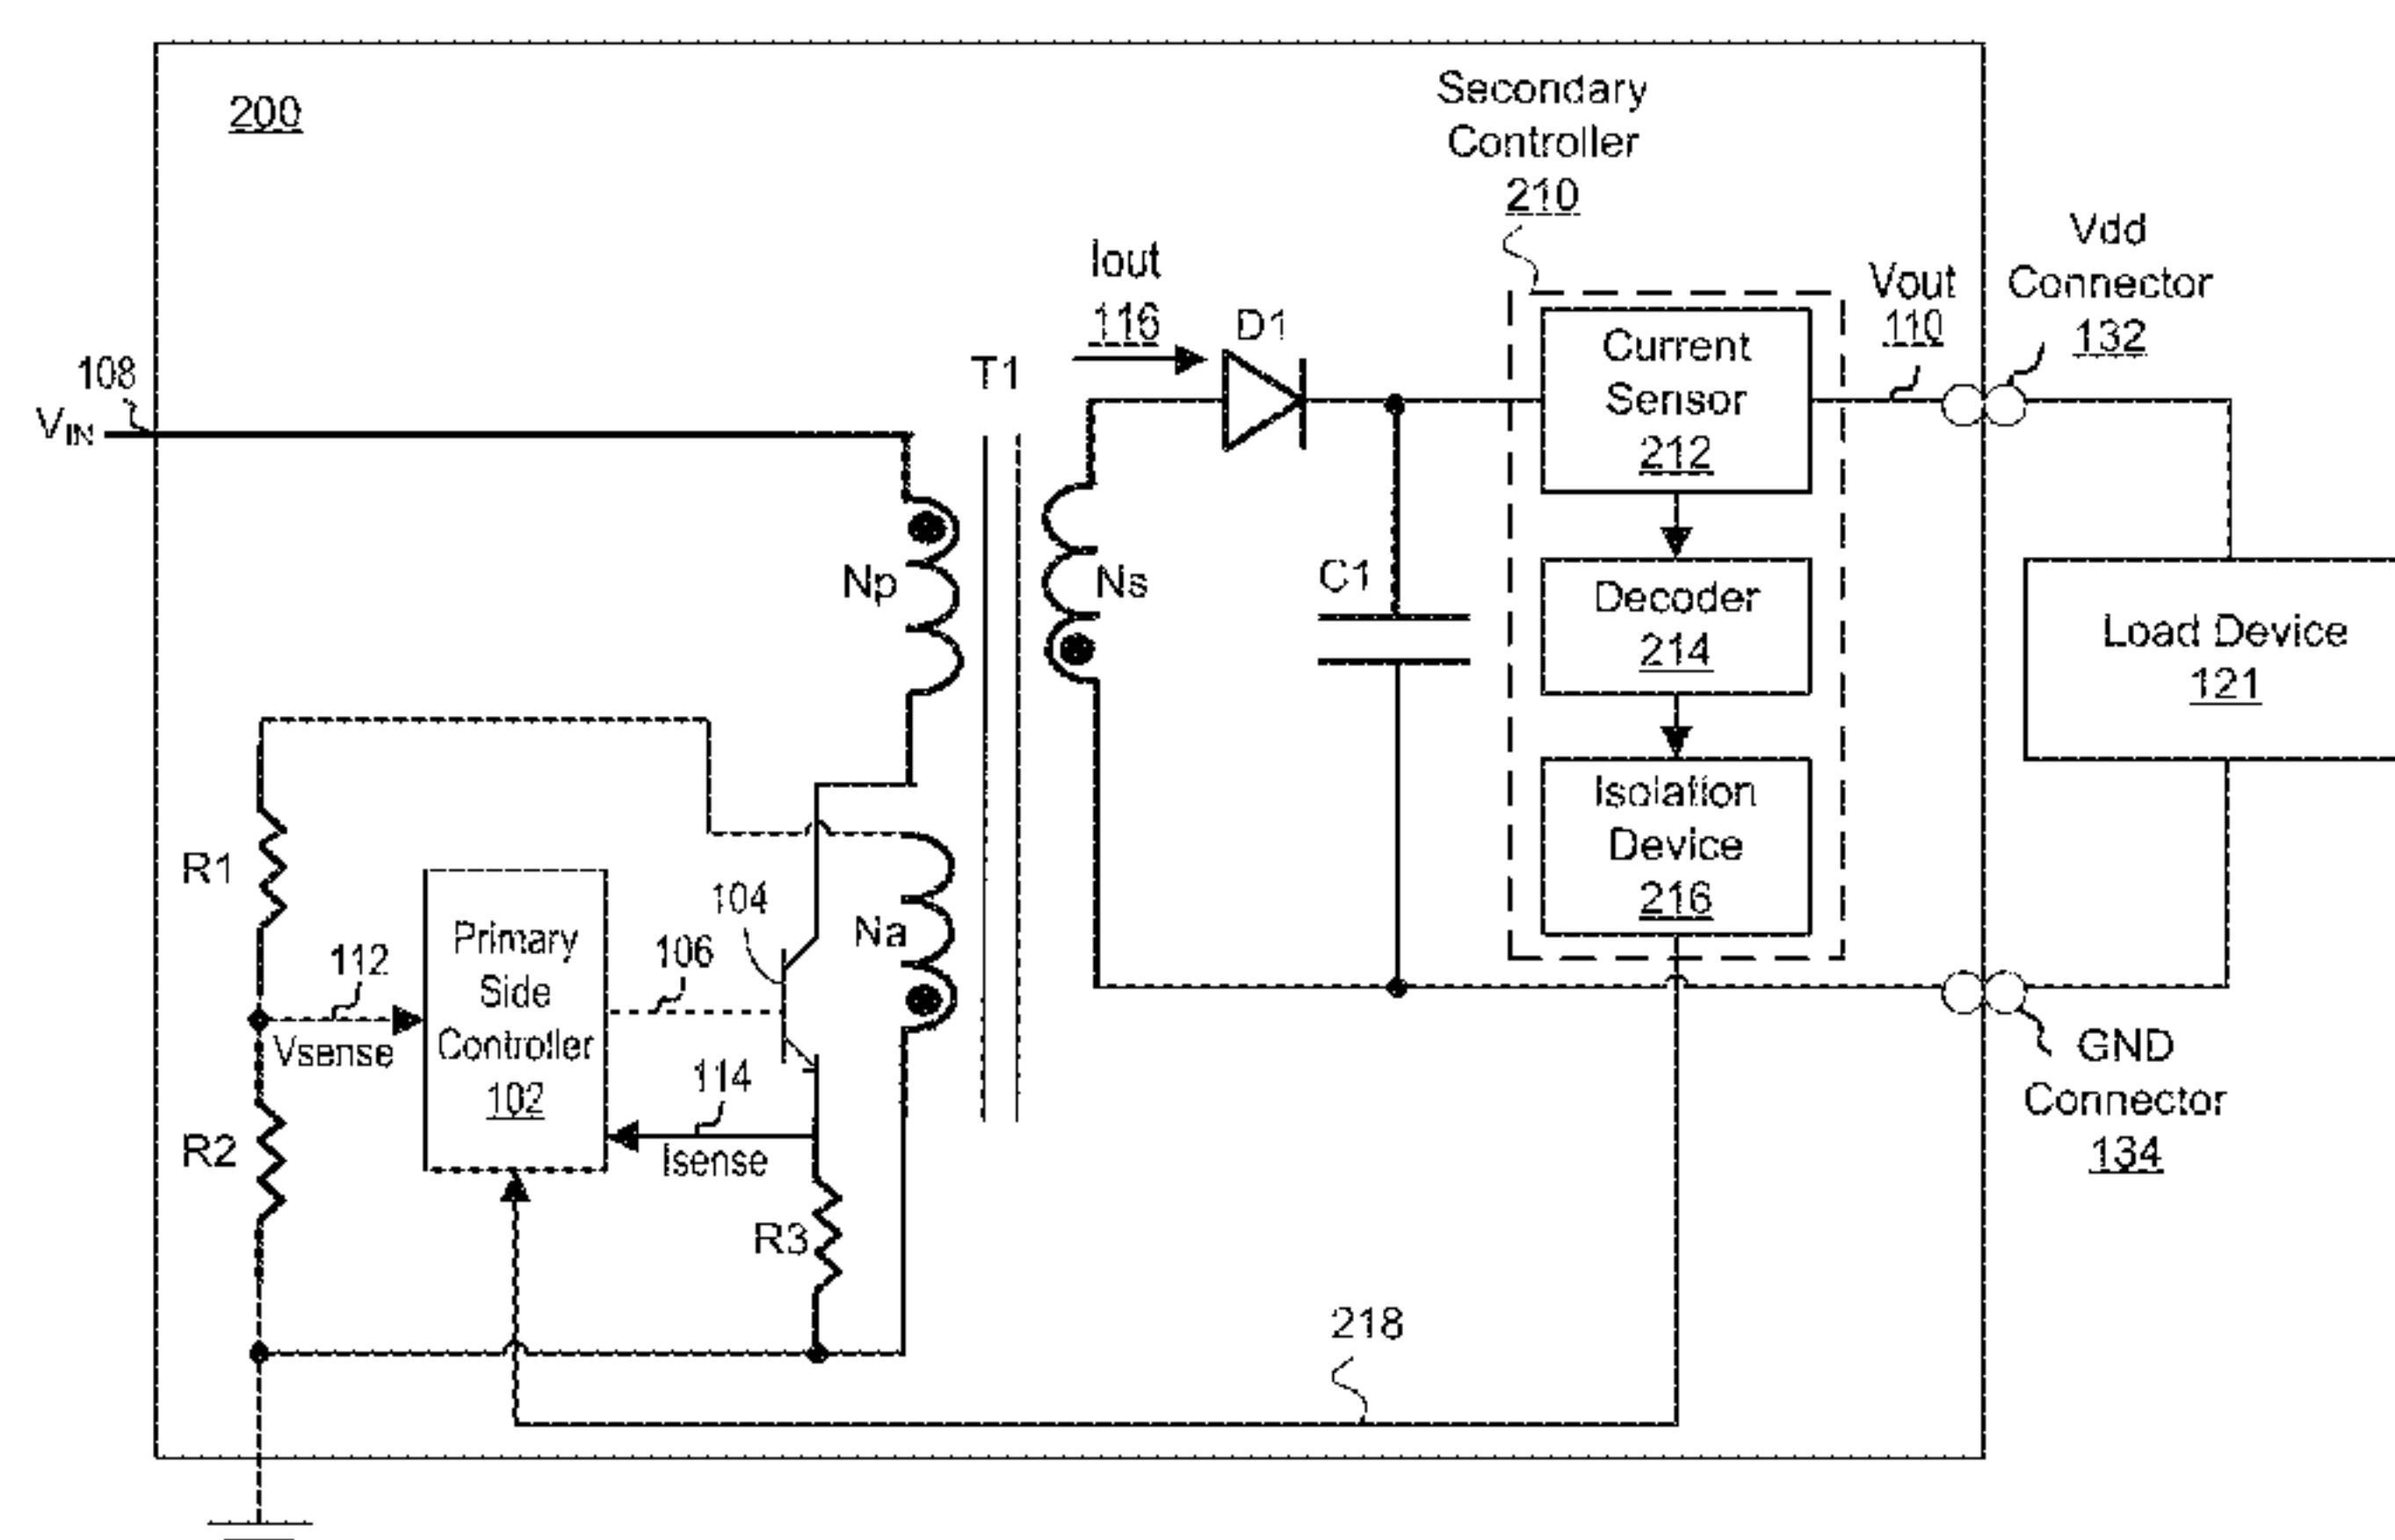 200
Secondary
Controller
210
Iout
116
D1
Vout
110
Vdd
Connector
132
108
VIN
T1
Current
Sensor
212
Np
Ns
C1
Decoder
214
Load Device
121
Isolation
Device
216
R1
Primary
Side
Controller
102
112
Vsense
104
106
Na
114
Isense
GND
Connector
134
R2
R3
218